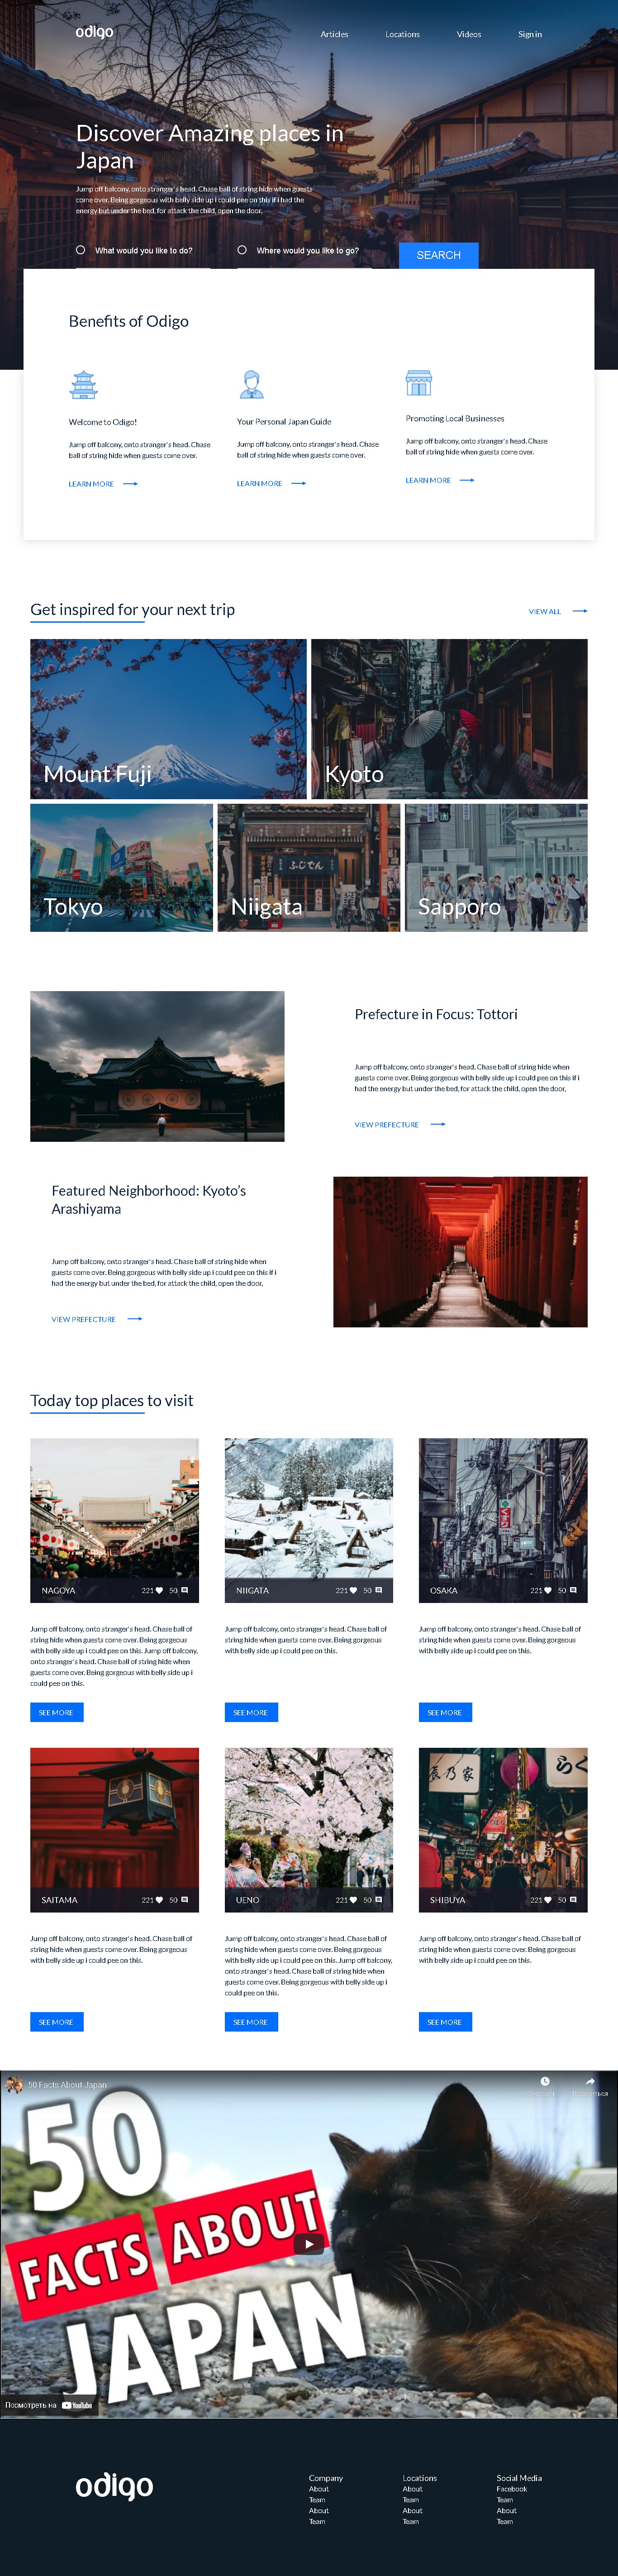 odigo
Articles
Locations
Videos
Sign in
Discover Amazing places in
Japan
Jump off balcony, onto stranger's head. Chase ball of string hide when guests
come over. Being gorgeous with belly side up i could pee on this if i had the
energy but under the bed, for attack the child, open the door,
What would you like to do?
Where would you like to go?
SEARCH
Benefits of Odigo
Welcome to Odigo!
Jump off balcony, onto stranger's head. Chase
ball of string hide when guests come over.
LEARN MORE
Your Personal Japan Guide
Jump off balcony, onto stranger's head. Chase
ball of string hide when guests come over.
LEARN MORE
Promoting Local Businesses
Jump off balcony, onto stranger's head. Chase
ball of string hide when guests come over.
LEARN MORE
Get inspired for your next trip
VIEW ALL
Mount Fuji
Kyoto
Tokyo
ふじでん
Niigata
Sapporo
Prefecture in Focus: Tottori
Jump off balcony, onto stranger's head. Chase ball of string hide when
guests come over. Being gorgeous with belly side up i could pee on this if i
had the energy but under the bed, for attack the child, open the door,
VIEW PREFECTURE
Featured Neighborhood: Kyoto's
Arashiyama
Jump off balcony, onto stranger's head. Chase ball of string hide when
guests come over. Being gorgeous with belly side up i could pee on this if i
had the energy but under the bed, for attack the child, open the door,
VIEW PREFECTURE
Today top places to visit
NAGOYA
221
50
Jump off balcony, onto stranger's head. Chase ball of
string hide when guests come over. Being gorgeous
with belly side up i could pee on this. Jump off balcony,
onto stranger's head. Chase ball of string hide when
guests come over. Being gorgeous with belly side up i
could pee on this.
SEE MORE
NIIGATA
221
50
Jump off balcony, onto stranger's head. Chase ball of
string hide when guests come over. Being gorgeous
with belly side up i could pee on this.
SEE MORE
OSAKA
221
50
Jump off balcony, onto stranger's head. Chase ball of
string hide when guests come over. Being gorgeous
with belly side up i could pee on this.
SEE MORE
SAITAMA
221
50
Jump off balcony, onto stranger's head. Chase ball of
string hide when guests come over. Being gorgeous
with belly side up i could pee on this.
SEE MORE
UENO
221
50
Jump off balcony, onto stranger's head. Chase ball of
string hide when guests come over. Being gorgeous
with belly side up i could pee on this. Jump off balcony,
onto stranger's head. Chase ball of string hide when
guests come over. Being gorgeous with belly side up i
could pee on this.
SEE MORE
辰乃家
らく
SHIBUYA
221
50
Jump off balcony, onto stranger's head. Chase ball of
string hide when guests come over. Being gorgeous
with belly side up i could pee on this.
SEE MORE
50 Facts About Japan
50
FACTS ABOUT
JAPAN
Посмотреть на YouTube
odigo
Company
About
Team
About
Team
Locations
About
Team
About
Team
Social Media
Facebook
Team
About
Team